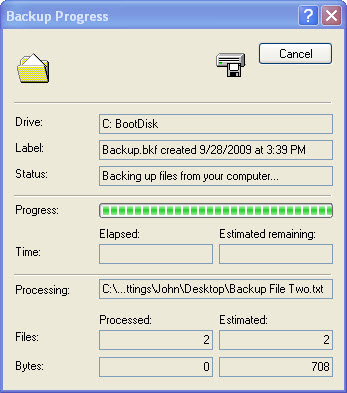 Backup Progress
Cancel
Drive: C: BootDisk
Label: Backup.bkf created 9/28/2009 at 3:39 PM
Status: Backing up files from your computer...
Progress:
Elapsed: Estimated remaining:
Time:
Processing: C:\...ttings\John\Desktop\Backup File Two.txt
Processed: Estimated:
Files: 2 2
Bytes: 0 708